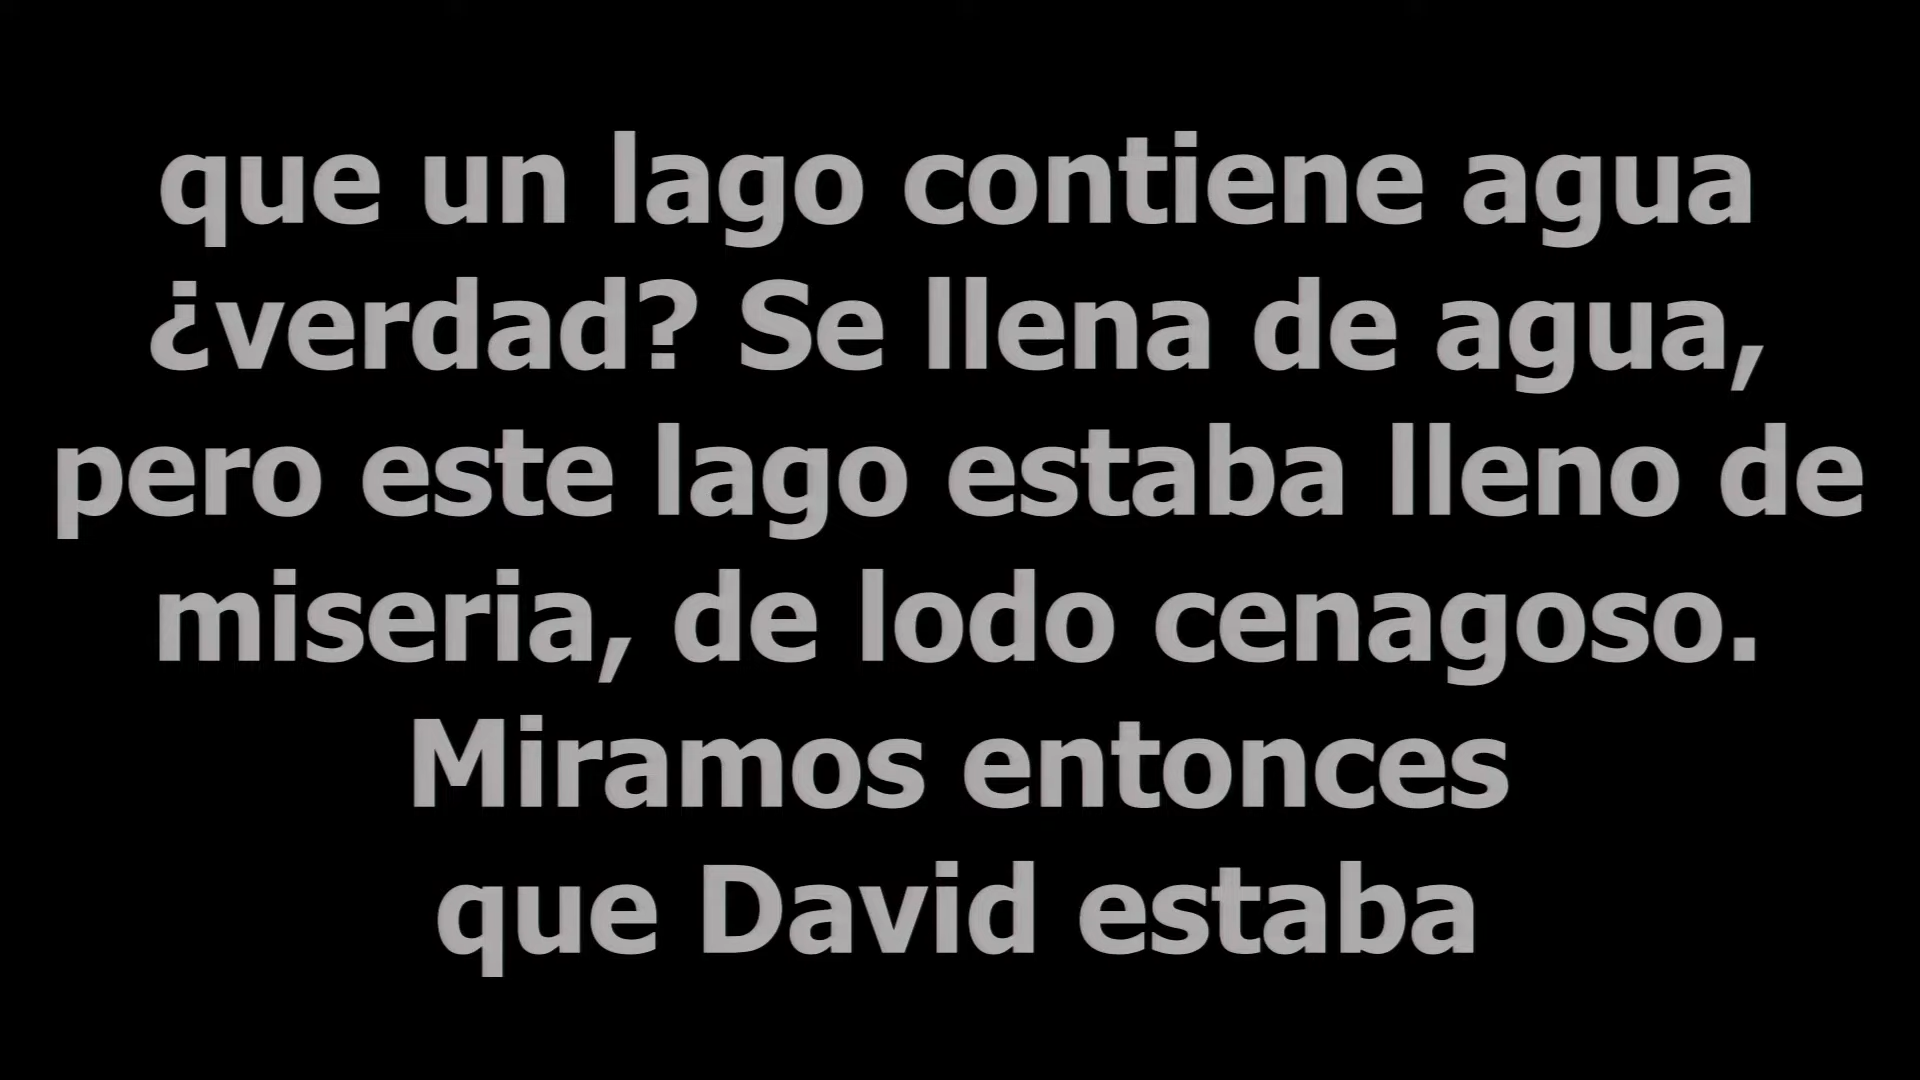 que un lago contiene agua
¿verdad? Se llena de agua,
pero este lago estaba lleno de
miseria, de lodo cenagoso.
Miramos entonces
que David estaba